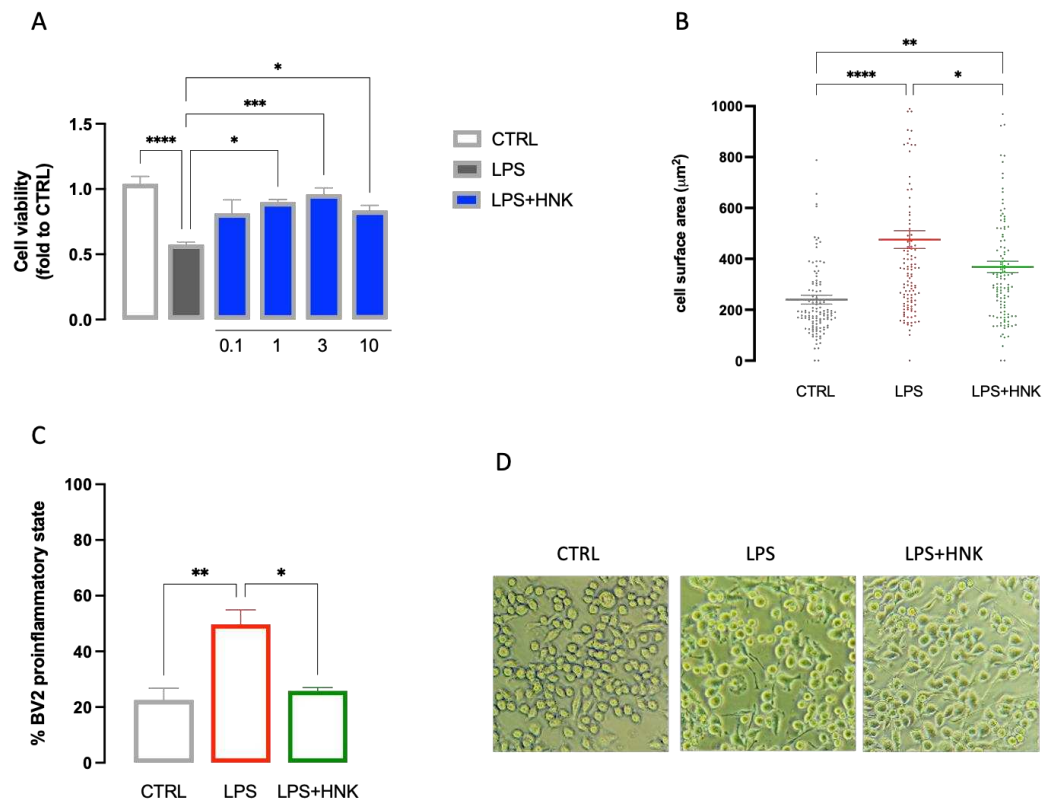 A
*
***
****
*
1.5
1.0
0.5
0.0
Cell viability
(fold to CTRL)
0.1
1
3
10
CTRL
LPS
LPS+HNK
B
**
****
*
1000
800
600
400
200
0
cell surface area (µm²)
CTRL
LPS
LPS+HNK
C
**
*
100
80
60
40
20
0
% BV2 proinflammatory state
CTRL
LPS
LPS+HNK
D
CTRL
LPS
LPS+HNK